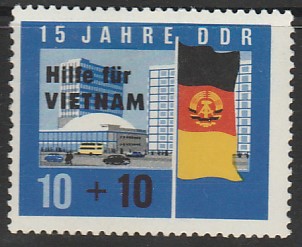 15 JAHRE DDR
Hilfe für
VIETNAM
10 + 10